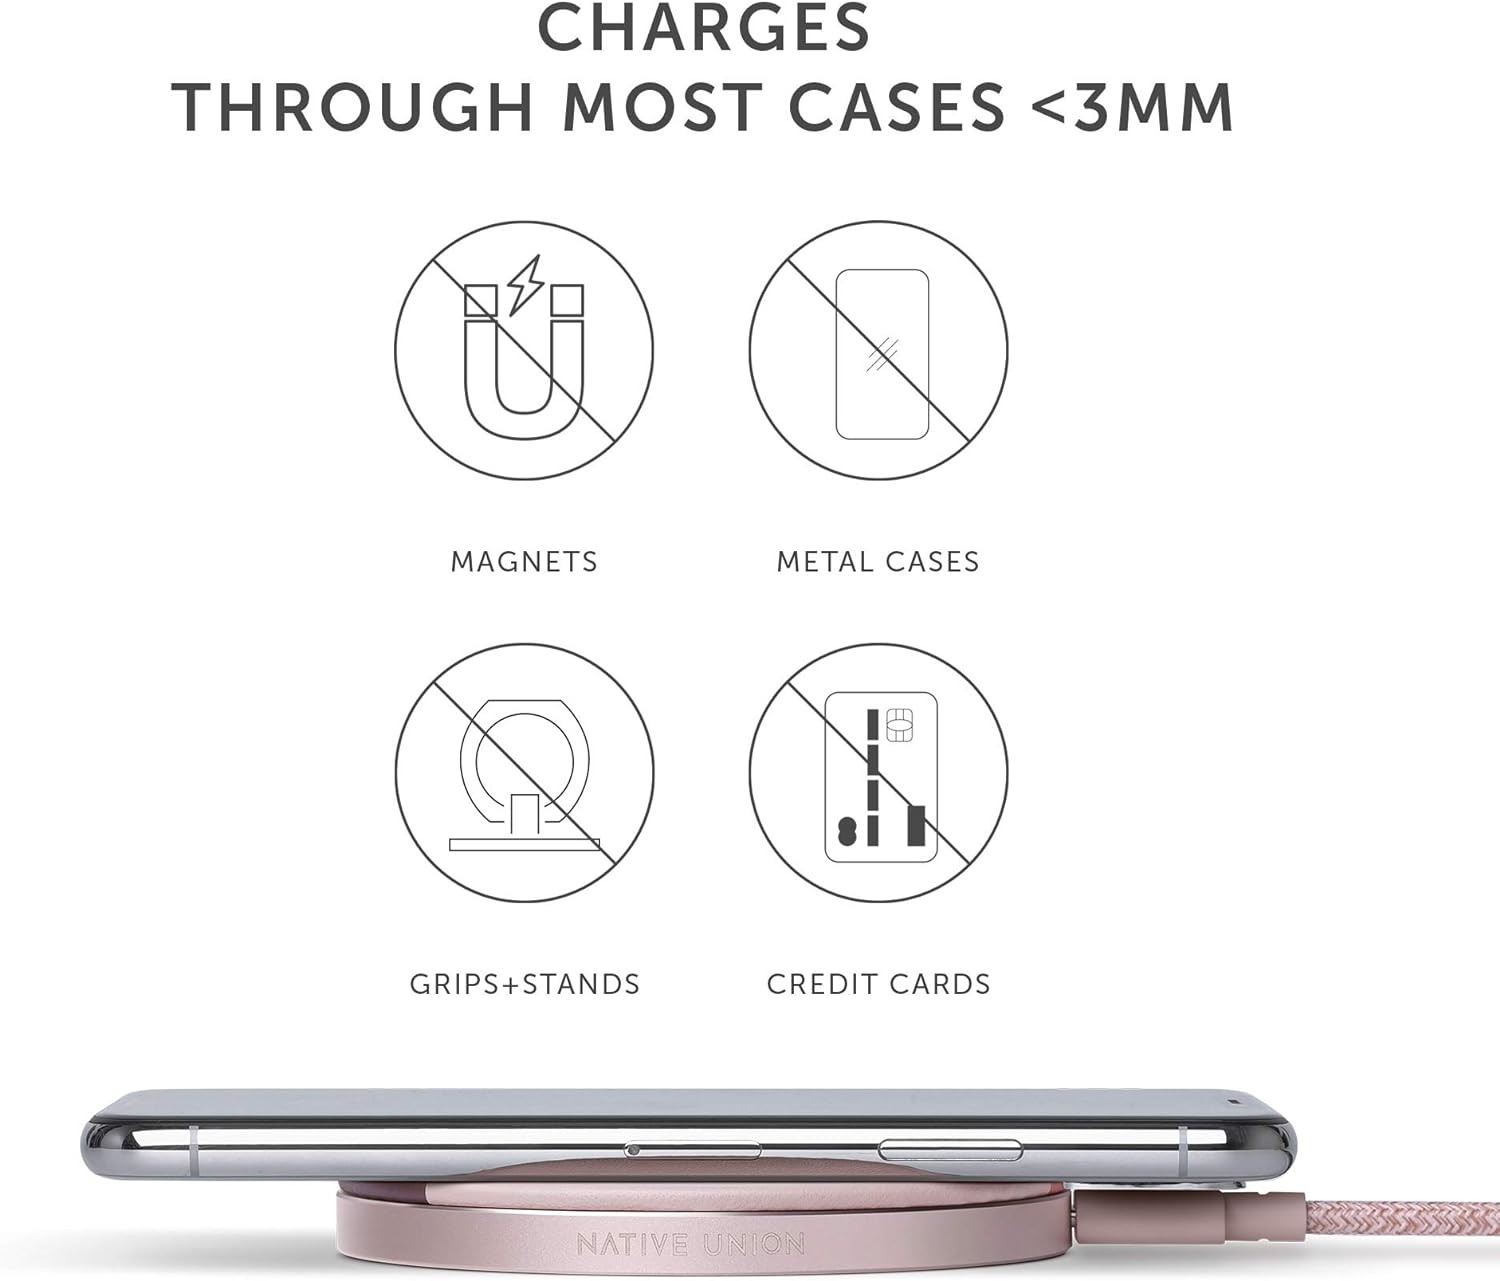 CHARGES
THROUGH MOST CASES <3MM
MAGNETS
METAL CASES
GRIPS+STANDS
CREDIT CARDS
NATIVE UNION